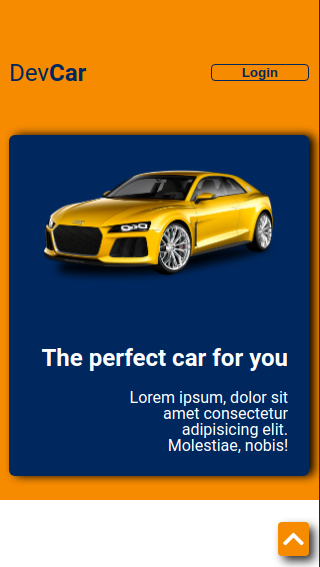 DevCar
Login
The perfect car for you
Lorem ipsum, dolor sit
amet consectetur
adipisicing elit.
Molestiae, nobis!